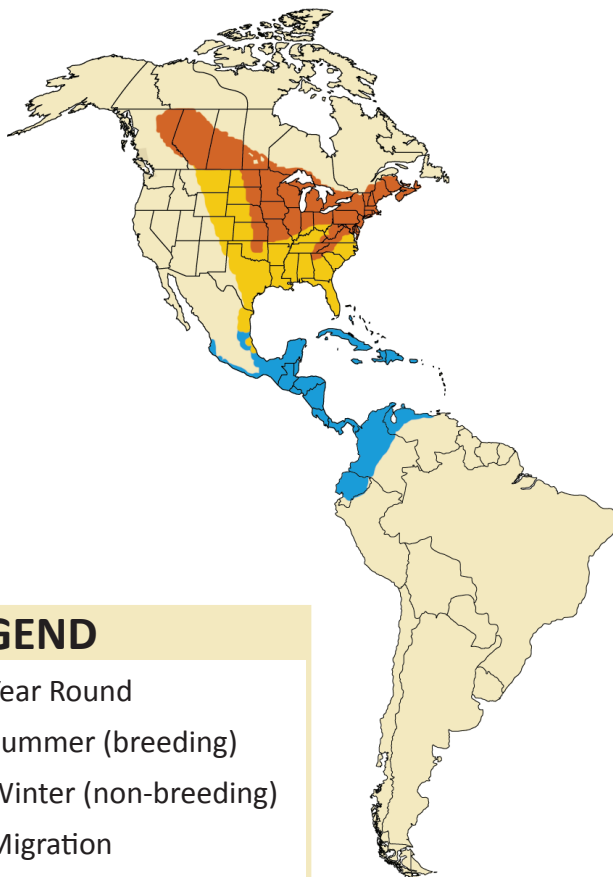 GEND
ear Round
ummer (breeding)
Winter (non-breeding)
Migration